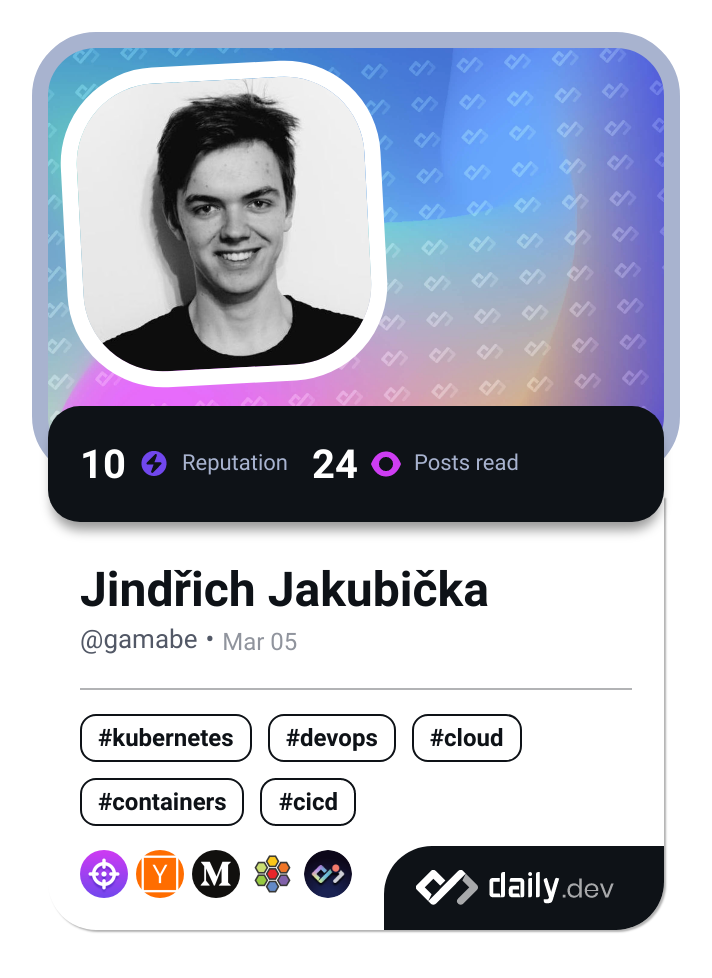 10 Reputation 24 Posts read
Jindřich Jakubička
@gamabe • Mar 05
#kubernetes #devops #cloud
#containers #cicd
Y M daily.dev